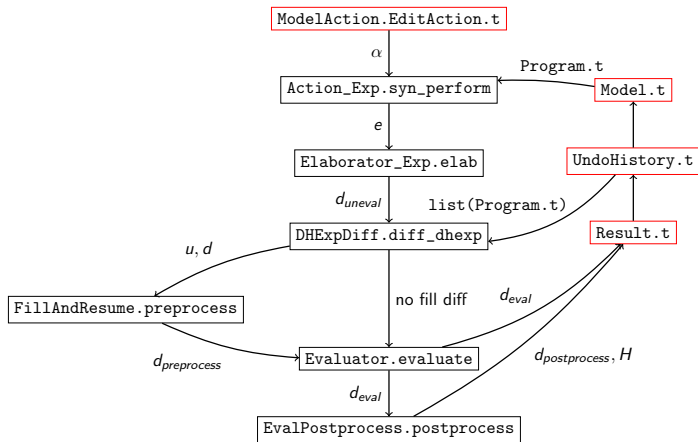 ModelAction.EditAction.t
α
Program.t
Action_Exp.syn_perform
Model.t
e
Elaborator_Exp.elab
UndoHistory.t
d_uneval
list(Program.t)
DHExpDiff.diff_dhexp
Result.t
u, d
no fill diff
d_eval
FillAndResume.preprocess
d_preprocess
Evaluator.evaluate
d_postprocess, H
d_eval
EvalPostprocess.postprocess